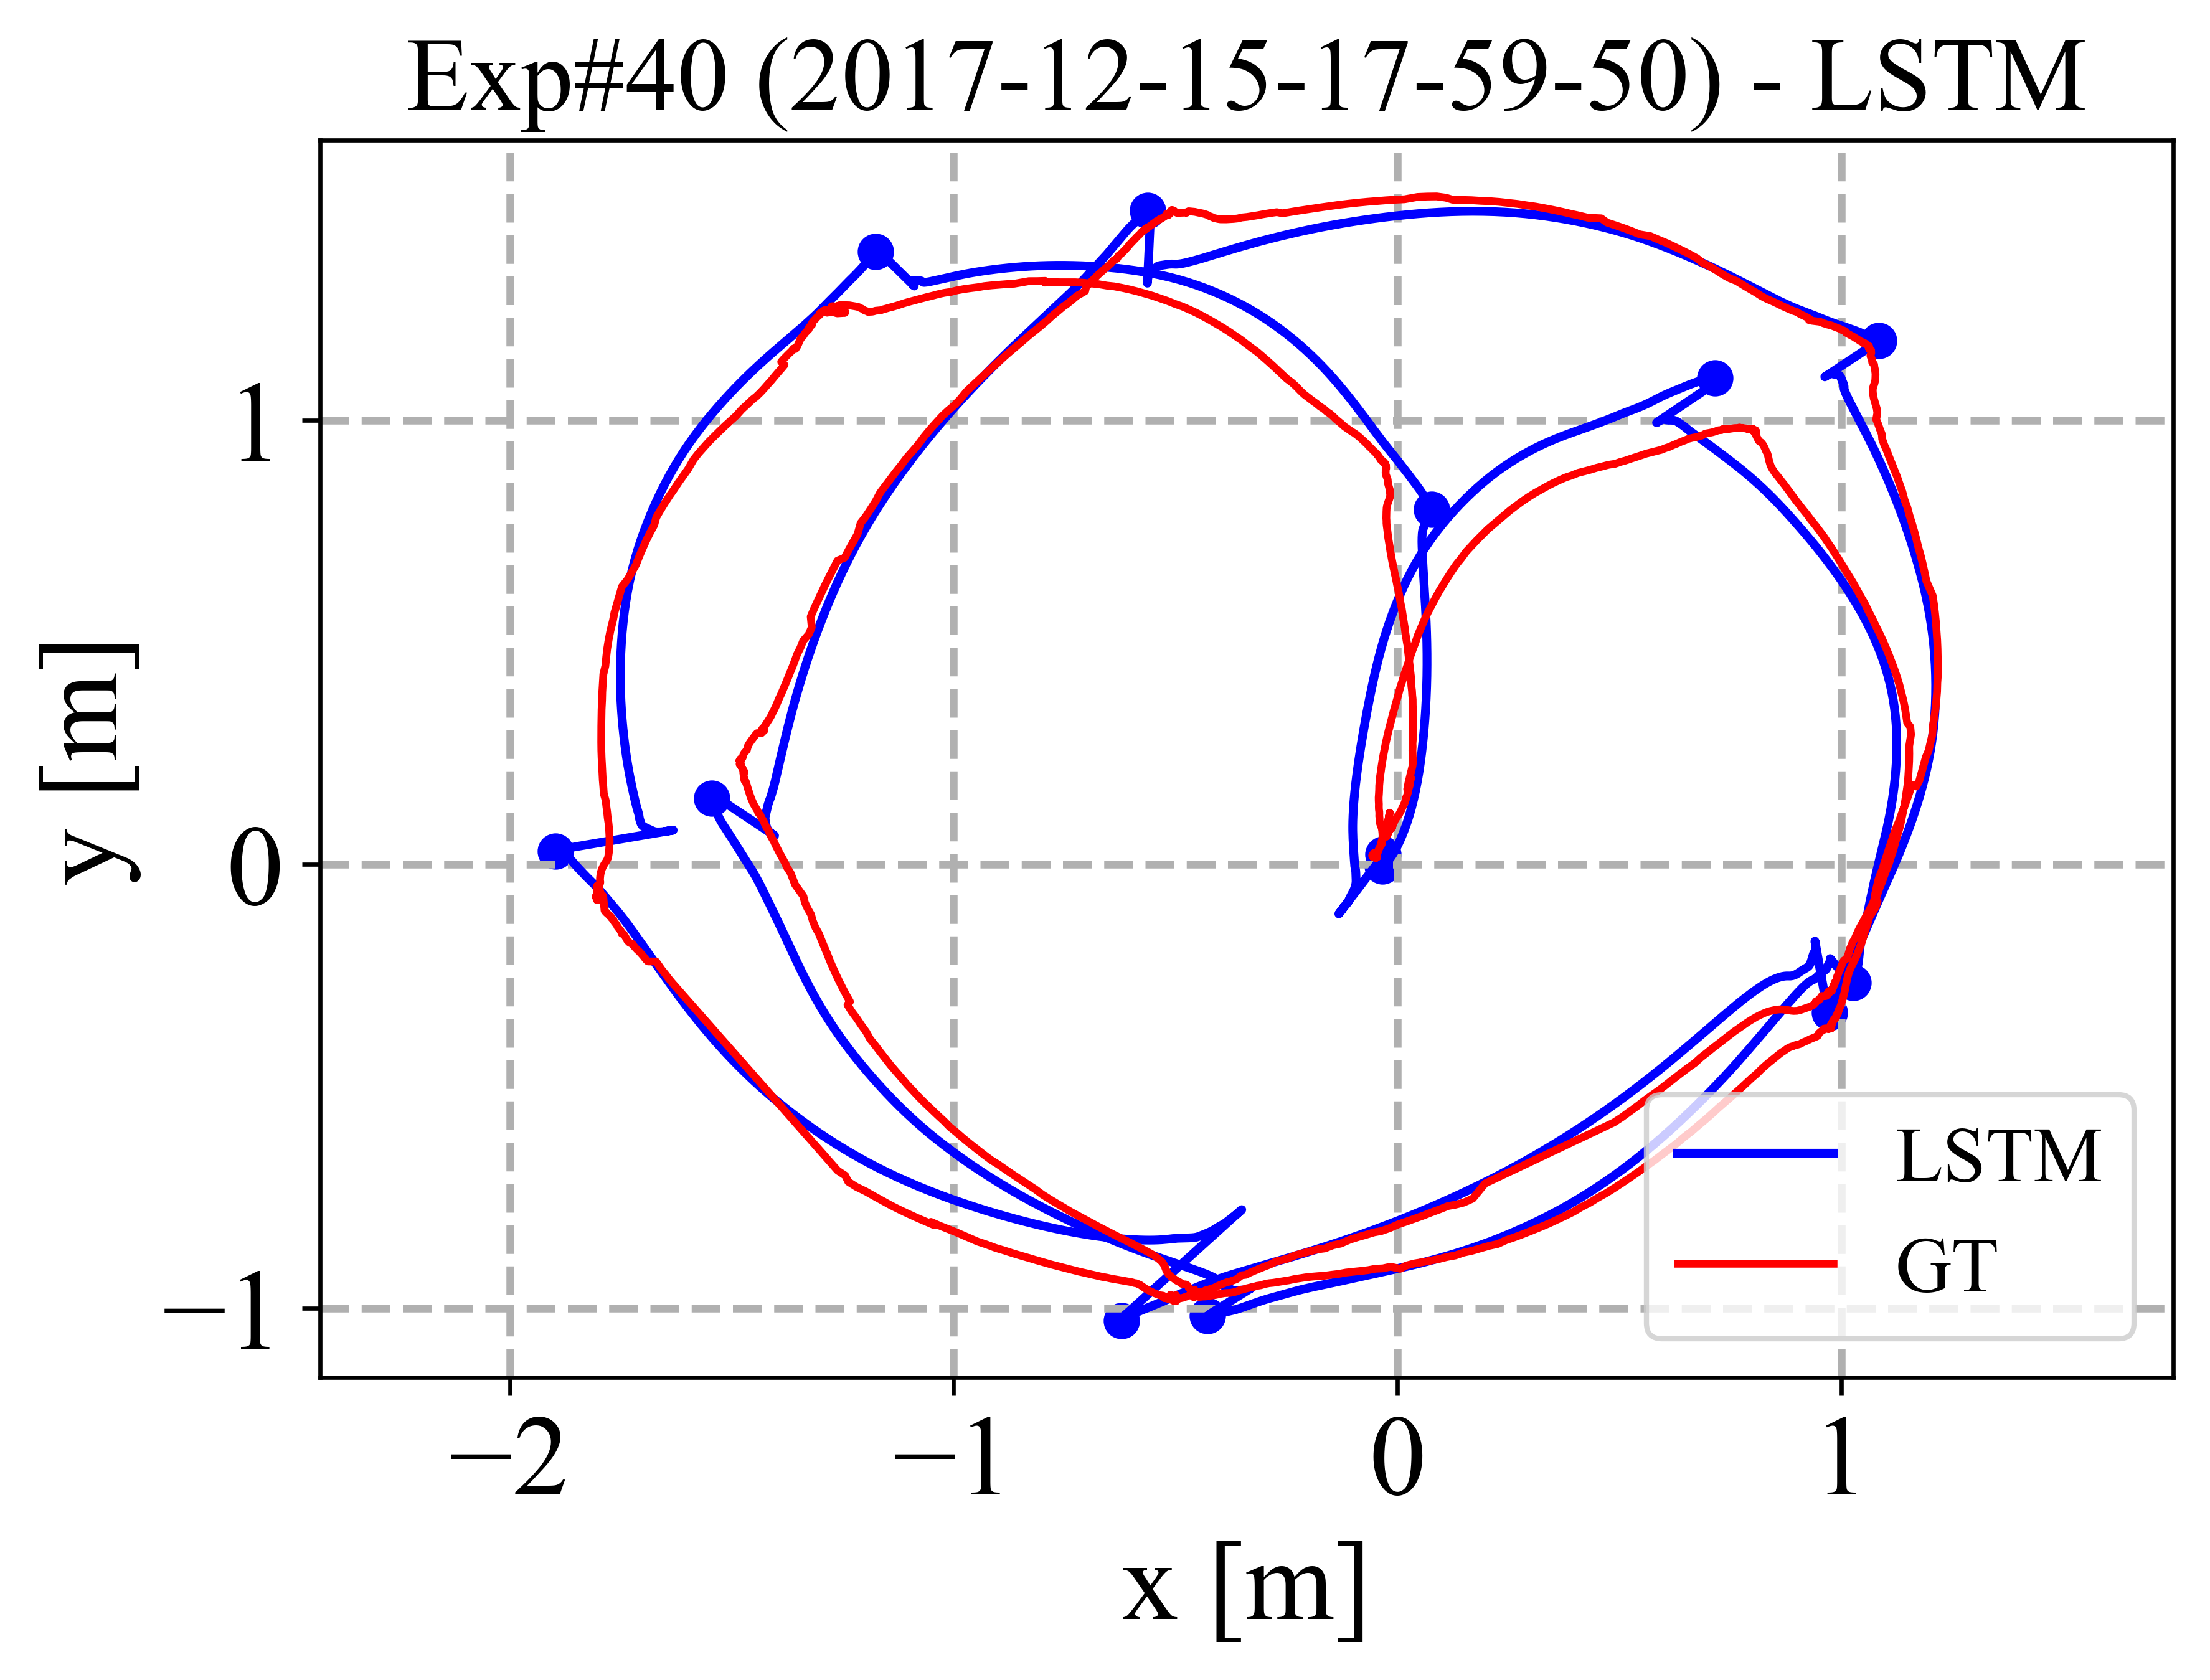 Exp#40 (2017-12-15-17-59-50) - LSTM
y [m]
1
0
−1
LSTM
GT
−2
−1
0
1
x [m]